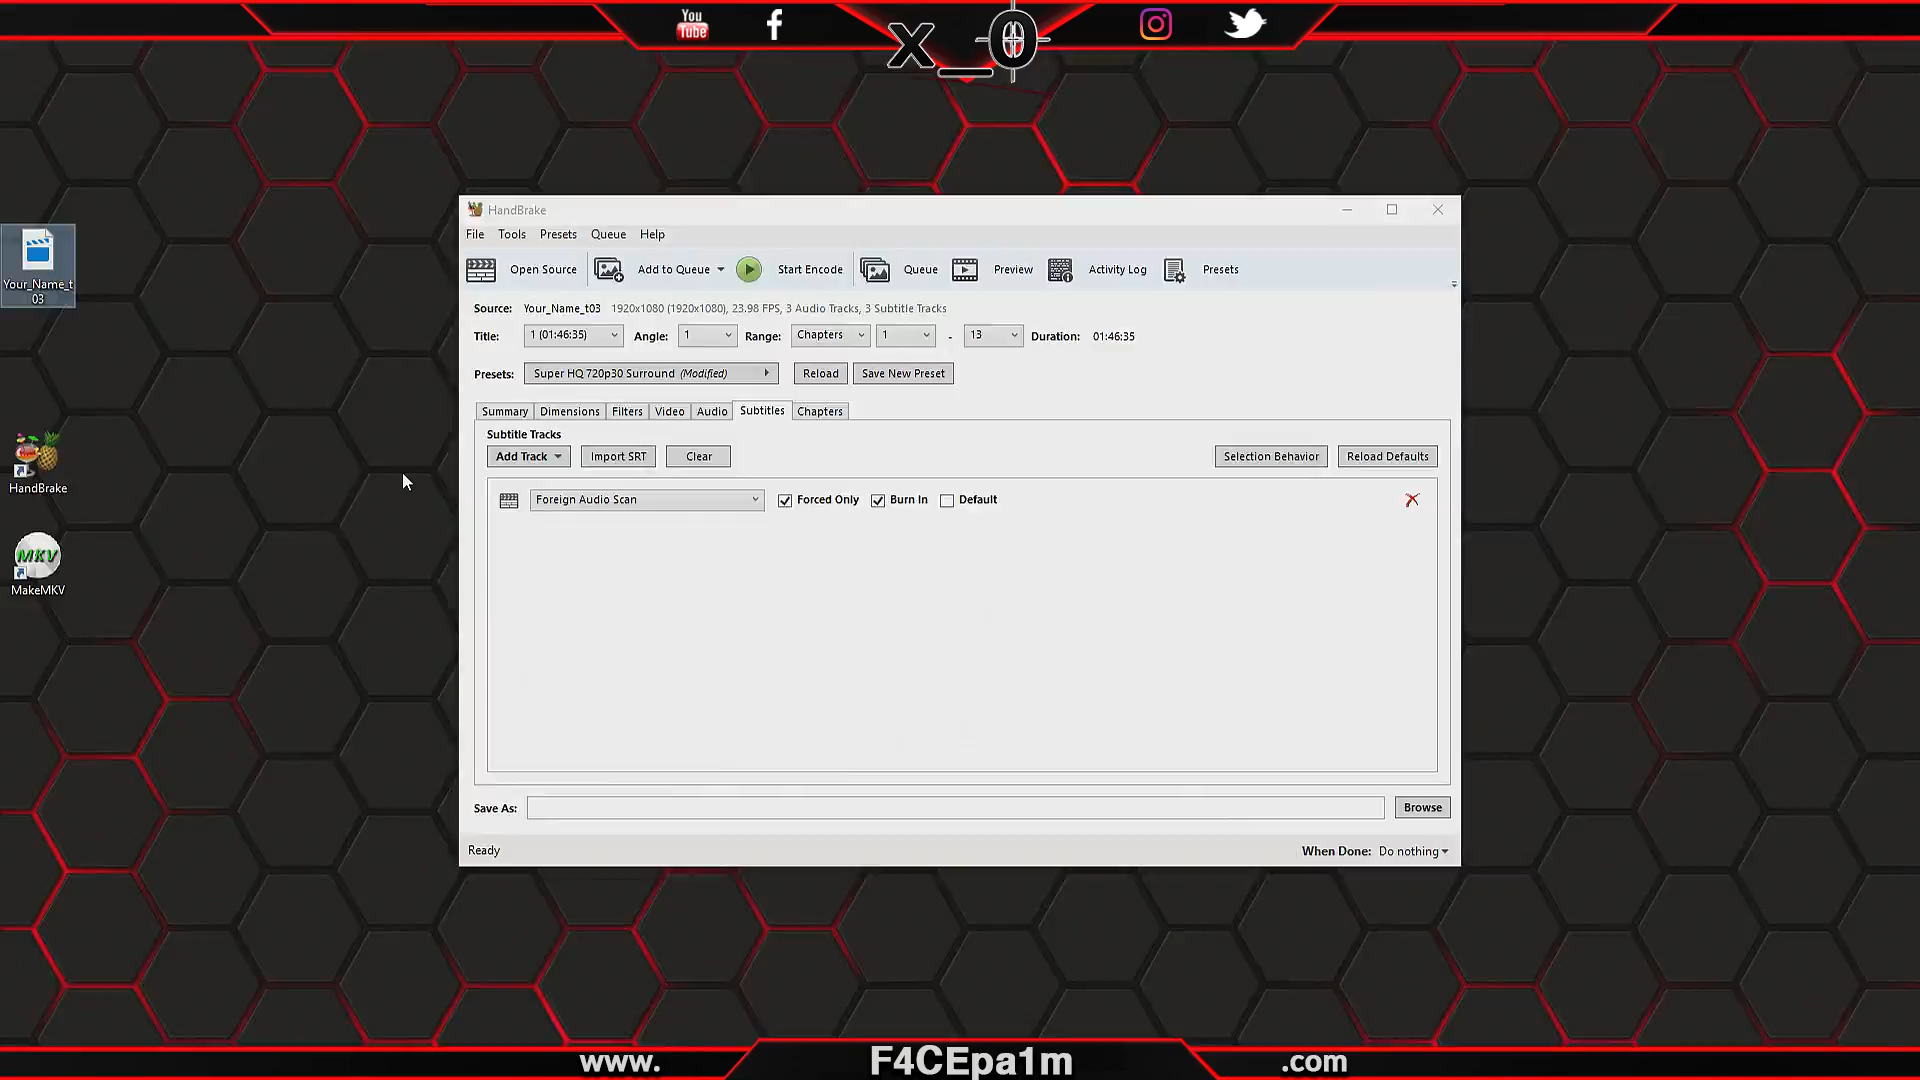 You
Tube
X_0
Your_Name_t
03
HandBrake
MakeMKV
HandBrake
File Tools Presets Queue Help
Open Source Add to Queue Start Encode Queue Preview Activity Log Presets
Source: Your_Name_t03 1920x1080 (1920x1080), 23.98 FPS, 3 Audio Tracks, 3 Subtitle Tracks
Title: 1 (01:46:35) Angle: 1 Range: Chapters 1 - 13 Duration: 01:46:35
Presets: Super HQ 720p30 Surround (Modified) Reload Save New Preset
Summary Dimensions Filters Video Audio Subtitles Chapters
Subtitle Tracks
Add Track Import SRT Clear Selection Behavior Reload Defaults
Foreign Audio Scan Forced Only Burn In Default
Save As: Browse
Ready When Done: Do nothing
www. F4CEpa1m .com